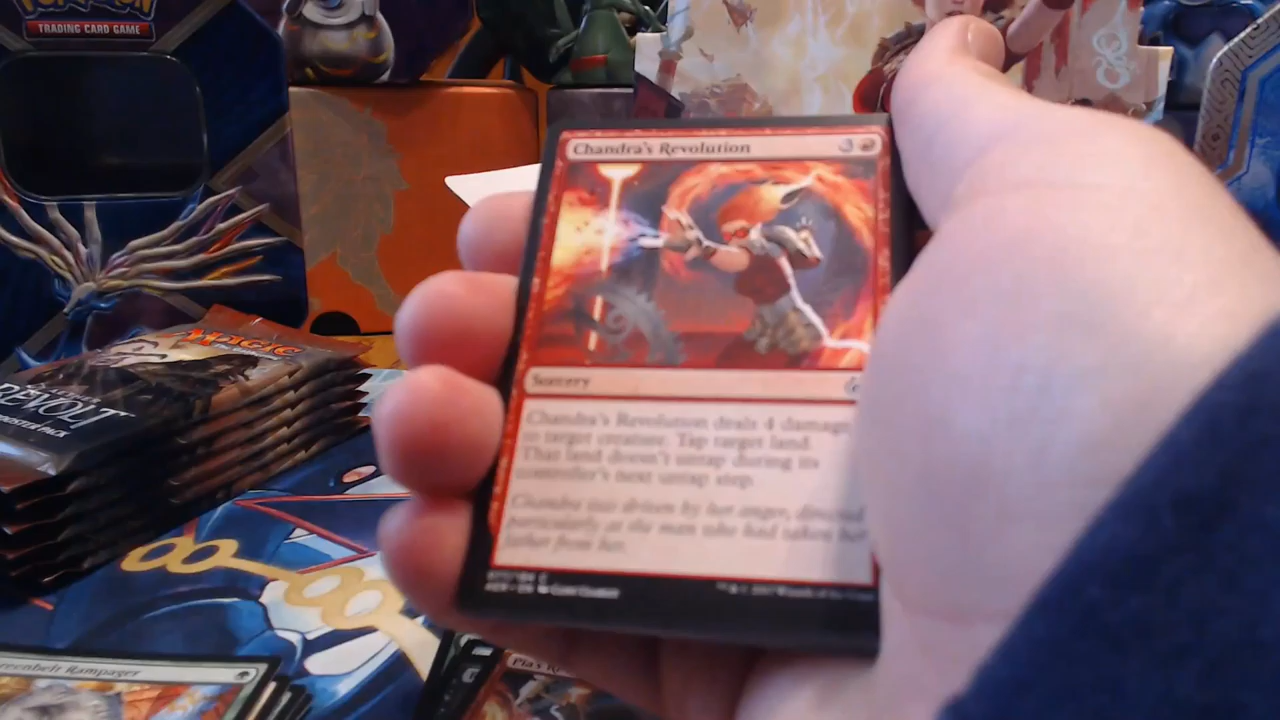 TRADING CARD GAME
Chandra's Revolution 3
Sorcery
Chandra's Revolution deals 4 damage
to target creature. Tap target land.
That land doesn't untap during its
controller's next untap step.
Chandra was driven by her anger, directed
particularly at the man who had taken her
father from her.
MAGIC
REVOLT
BOOSTER PACK
Greenbelt Rampager
Pia's